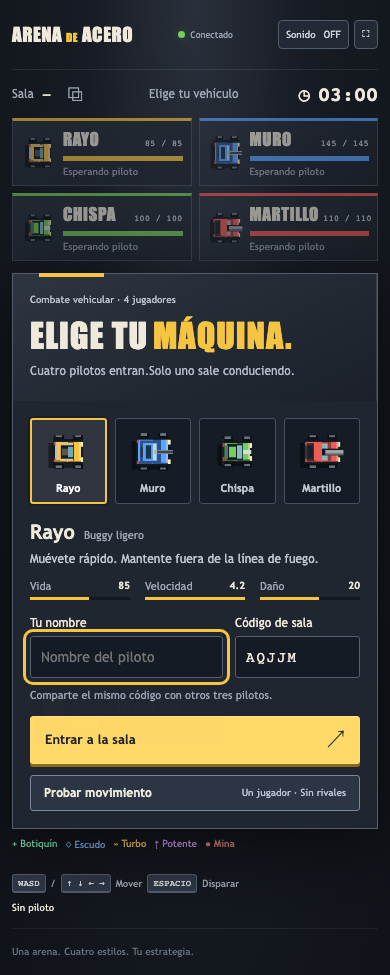 ARENA DE ACERO
Conectado
Sonido OFF
Sala —
Elige tu vehículo
03:00
RAYO 85 / 85
Esperando piloto
MURO 145 / 145
Esperando piloto
CHISPA 100 / 100
Esperando piloto
MARTILLO 110 / 110
Esperando piloto
Combate vehicular · 4 jugadores
ELIGE TU MÁQUINA.
Cuatro pilotos entran.Solo uno sale conduciendo.
Rayo
Muro
Chispa
Martillo
Rayo Buggy ligero
Muévete rápido. Mantente fuera de la línea de fuego.
Vida 85
Velocidad 4.2
Daño 20
Tu nombre
Nombre del piloto
Código de sala
AQJJM
Comparte el mismo código con otros tres pilotos.
Entrar a la sala
Probar movimiento Un jugador · Sin rivales
+ Botiquín ◇ Escudo » Turbo ↑ Potente ● Mina
WASD / ↑ ↓ ← → Mover ESPACIO Disparar
Sin piloto
Una arena. Cuatro estilos. Tu estrategia.